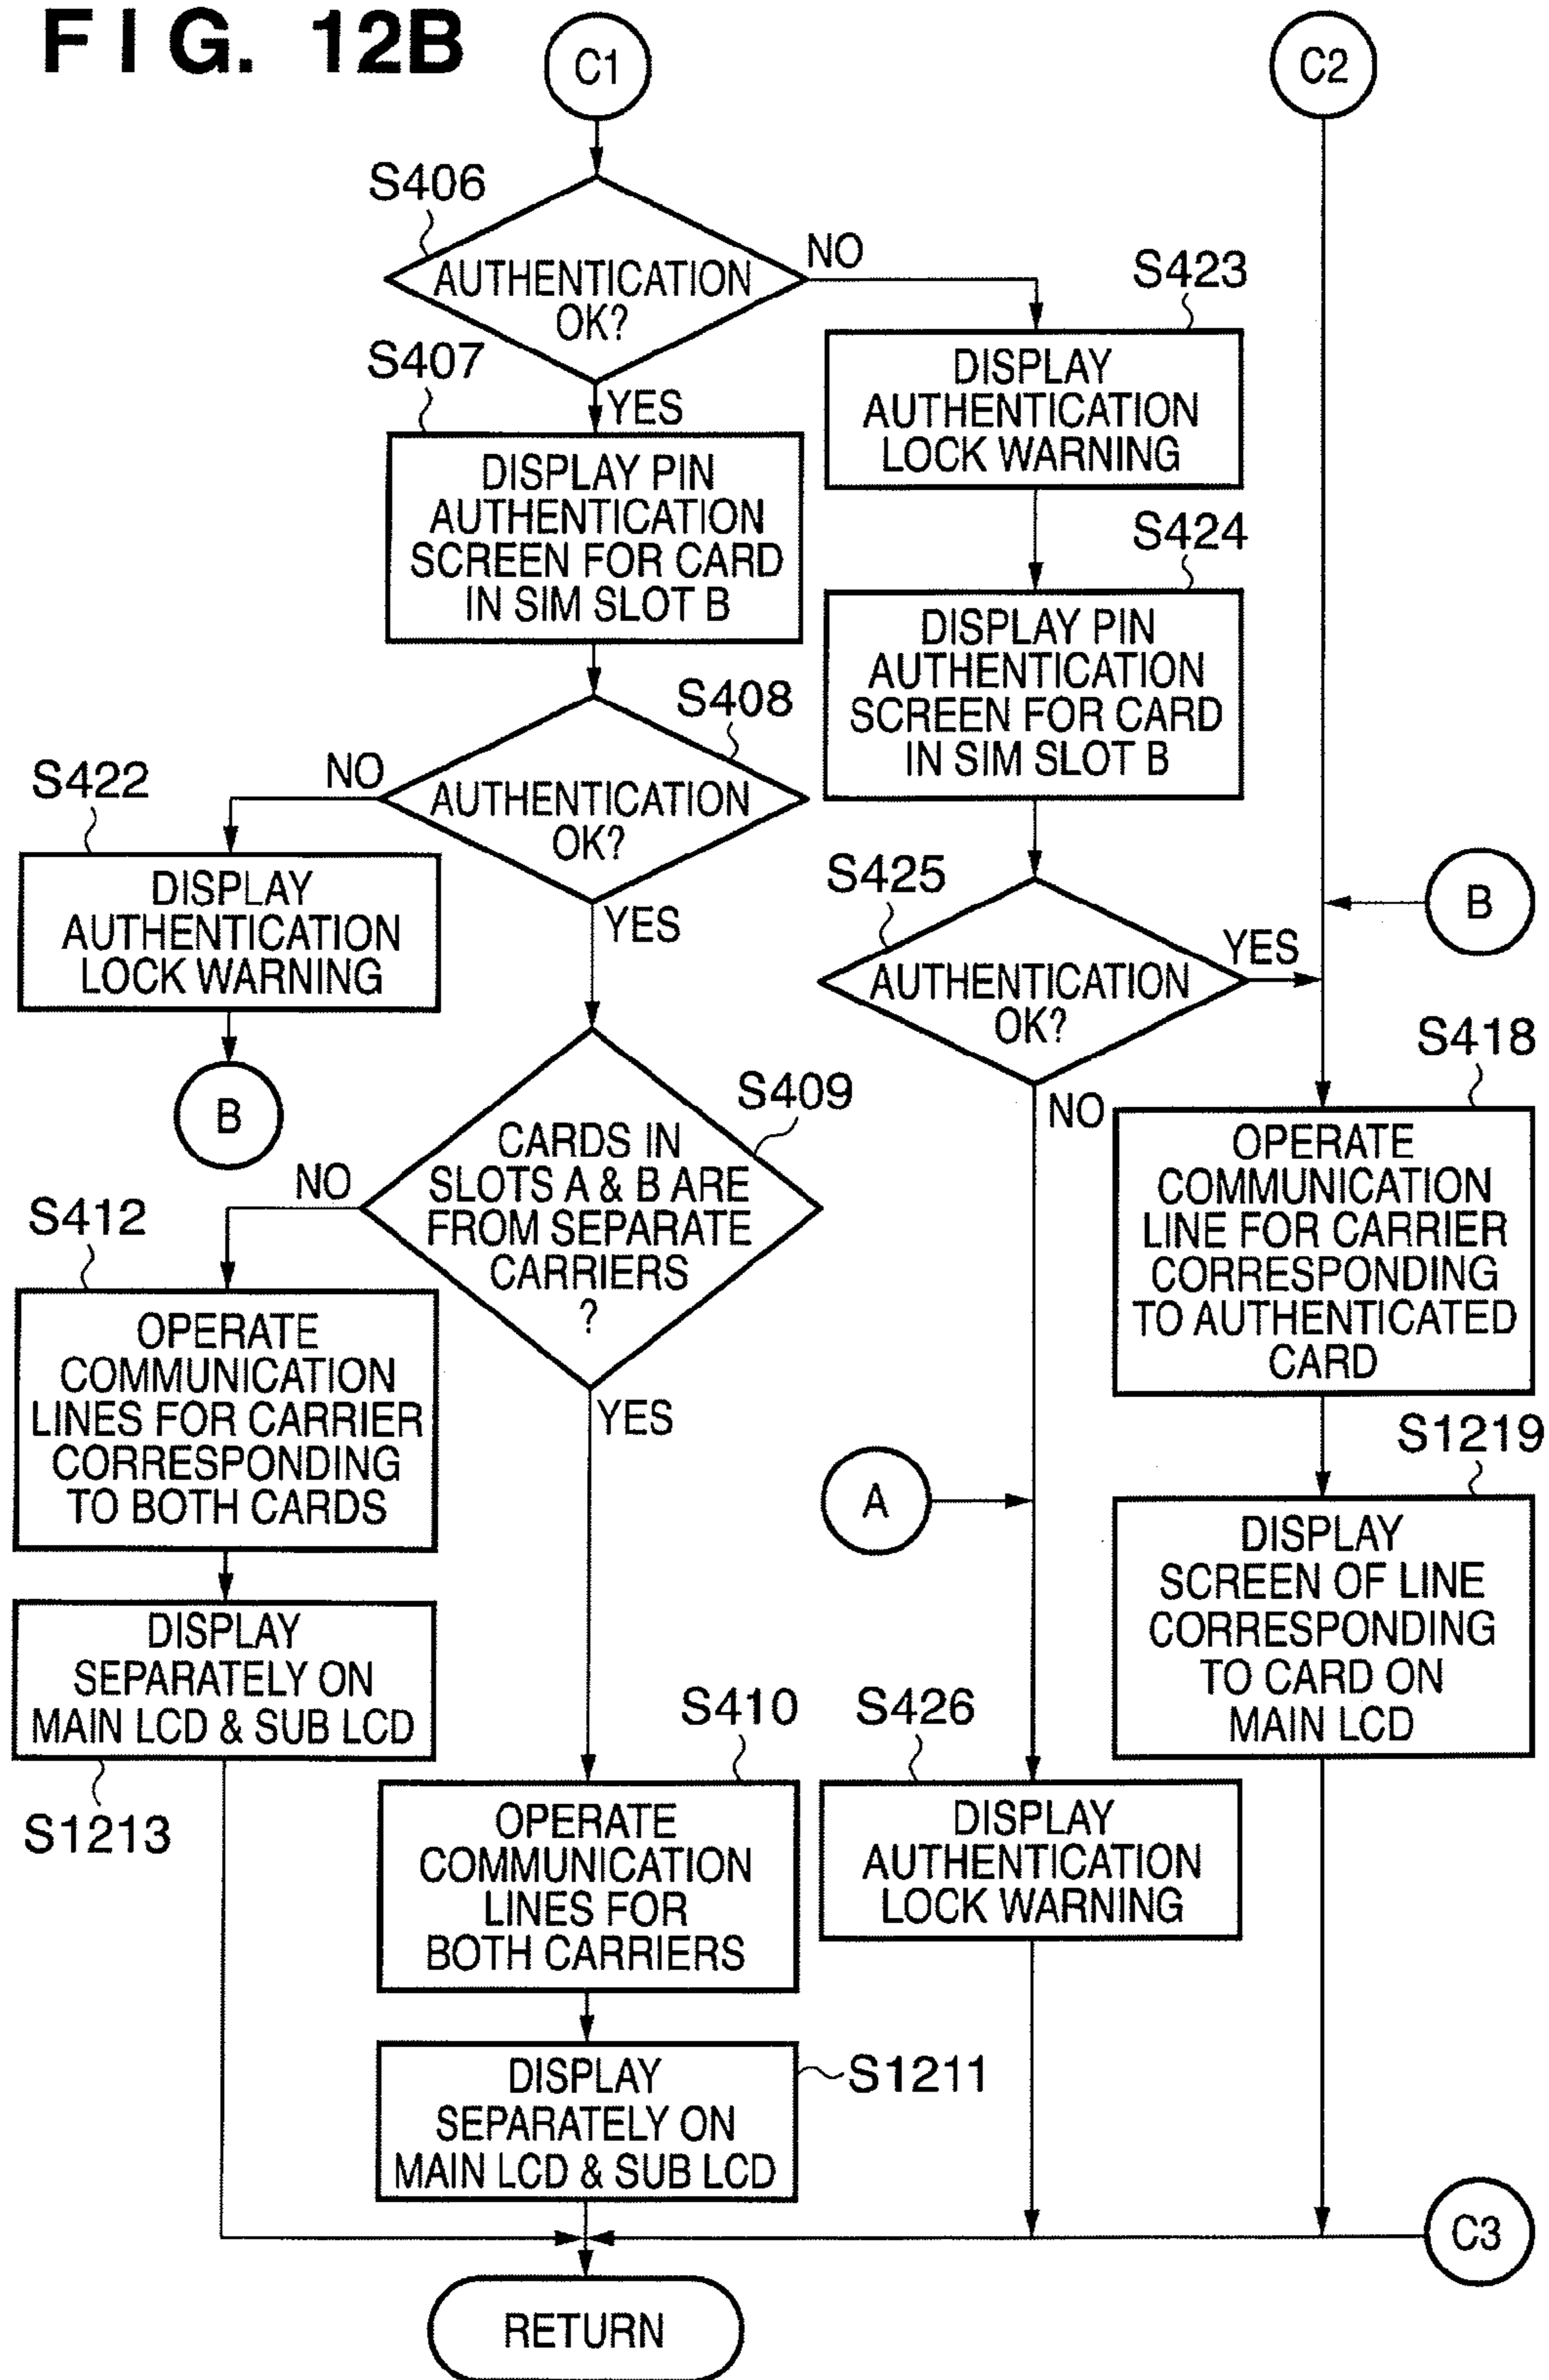 FIG. 12B
C1
C2
S406
AUTHENTICATION
OK?
NO
YES
S423
DISPLAY
AUTHENTICATION
LOCK WARNING
S407
DISPLAY PIN
AUTHENTICATION
SCREEN FOR CARD
IN SIM SLOT B
S424
DISPLAY PIN
AUTHENTICATION
SCREEN FOR CARD
IN SIM SLOT B
S408
AUTHENTICATION
OK?
NO
YES
S422
DISPLAY
AUTHENTICATION
LOCK WARNING
B
S425
AUTHENTICATION
OK?
YES
NO
B
S409
CARDS IN
SLOTS A & B ARE
FROM SEPARATE
CARRIERS
?
NO
YES
S418
OPERATE
COMMUNICATION
LINE FOR CARRIER
CORRESPONDING
TO AUTHENTICATED
CARD
S412
OPERATE
COMMUNICATION
LINES FOR CARRIER
CORRESPONDING
TO BOTH CARDS
A
S1219
DISPLAY
SCREEN OF LINE
CORRESPONDING
TO CARD ON
MAIN LCD
DISPLAY
SEPARATELY ON
MAIN LCD & SUB LCD
S1213
S410
OPERATE
COMMUNICATION
LINES FOR
BOTH CARRIERS
S426
DISPLAY
AUTHENTICATION
LOCK WARNING
DISPLAY
SEPARATELY ON
MAIN LCD & SUB LCD
S1211
C3
RETURN